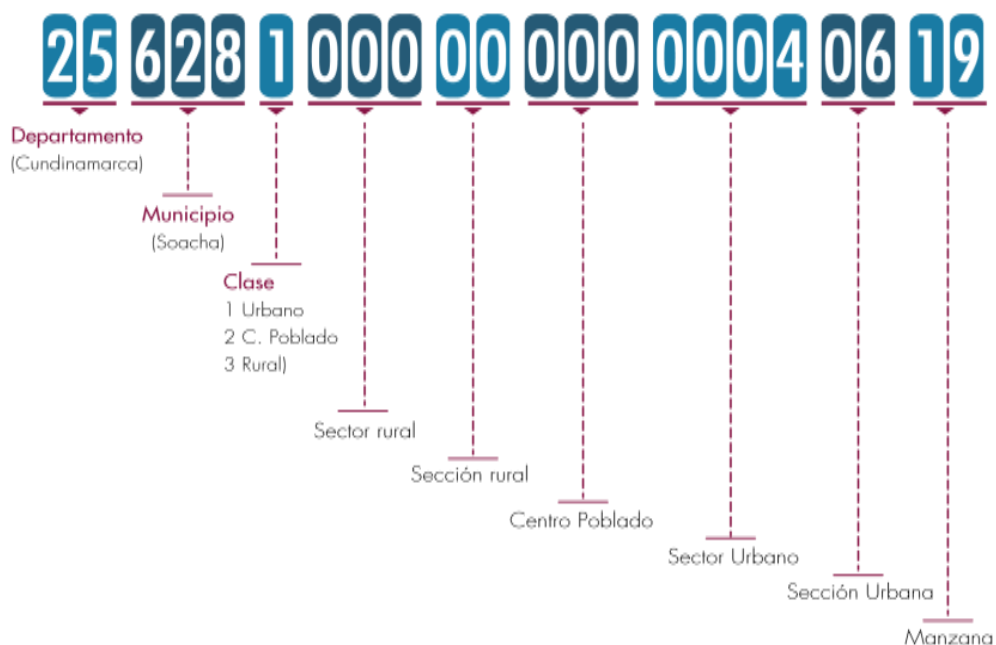 25 628 1 000 00 000 0004 06 19
Departamento
(Cundinamarca)
Municipio
(Soacha)
Clase
1 Urbano
2 C. Poblado
3 Rural)
Sector rural
Sección rural
Centro Poblado
Sector Urbano
Sección Urbana
Manzana